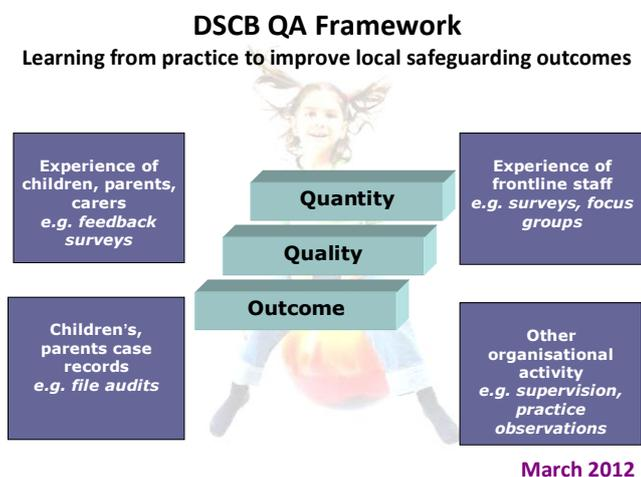 DSCB QA Framework
Learning from practice to improve local safeguarding outcomes
Experience of
children, parents,
carers
e.g. feedback
surveys
Experience of
frontline staff
e.g. surveys, focus
groups
Quantity
Quality
Outcome
Children's,
parents case
records
e.g. file audits
Other
organisational
activity
e.g. supervision,
practice
observations
March 2012